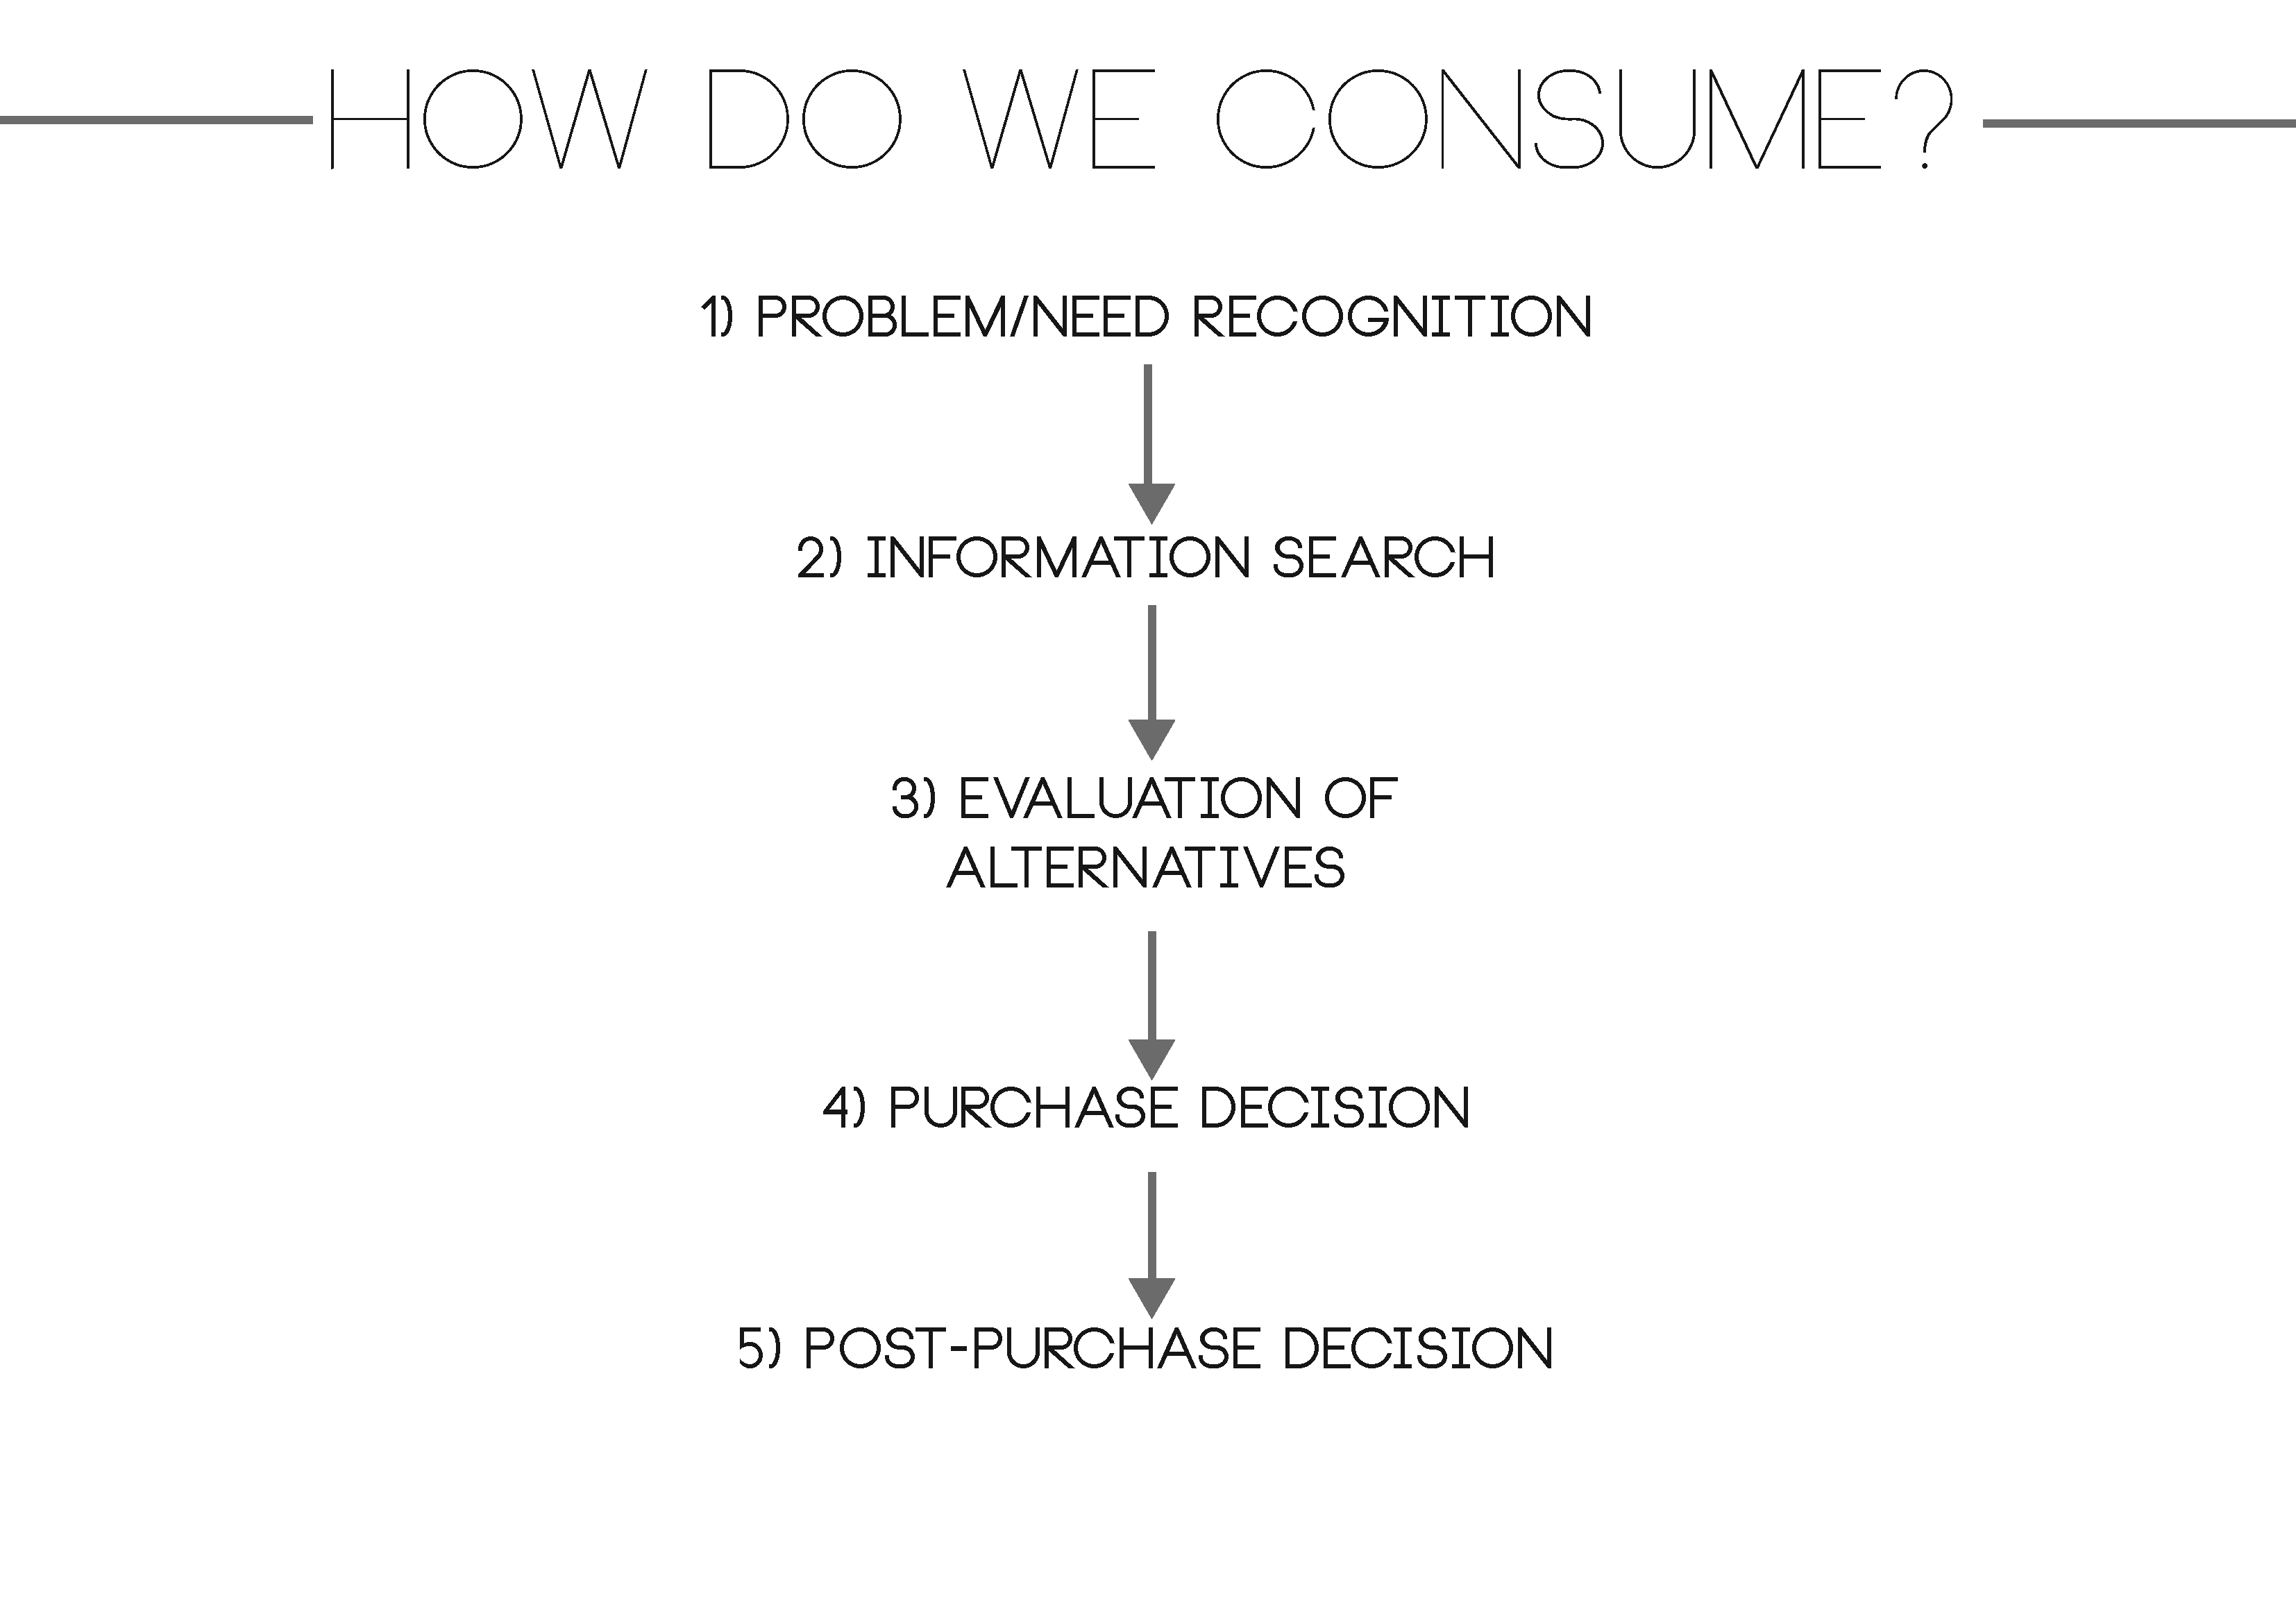 HOW DO WE CONSUME?
1) PROBLEM/NEED RECOGNITION
2) INFORMATION SEARCH
3) EVALUATION OF
ALTERNATIVES
4) PURCHASE DECISION
5) POST-PURCHASE DECISION